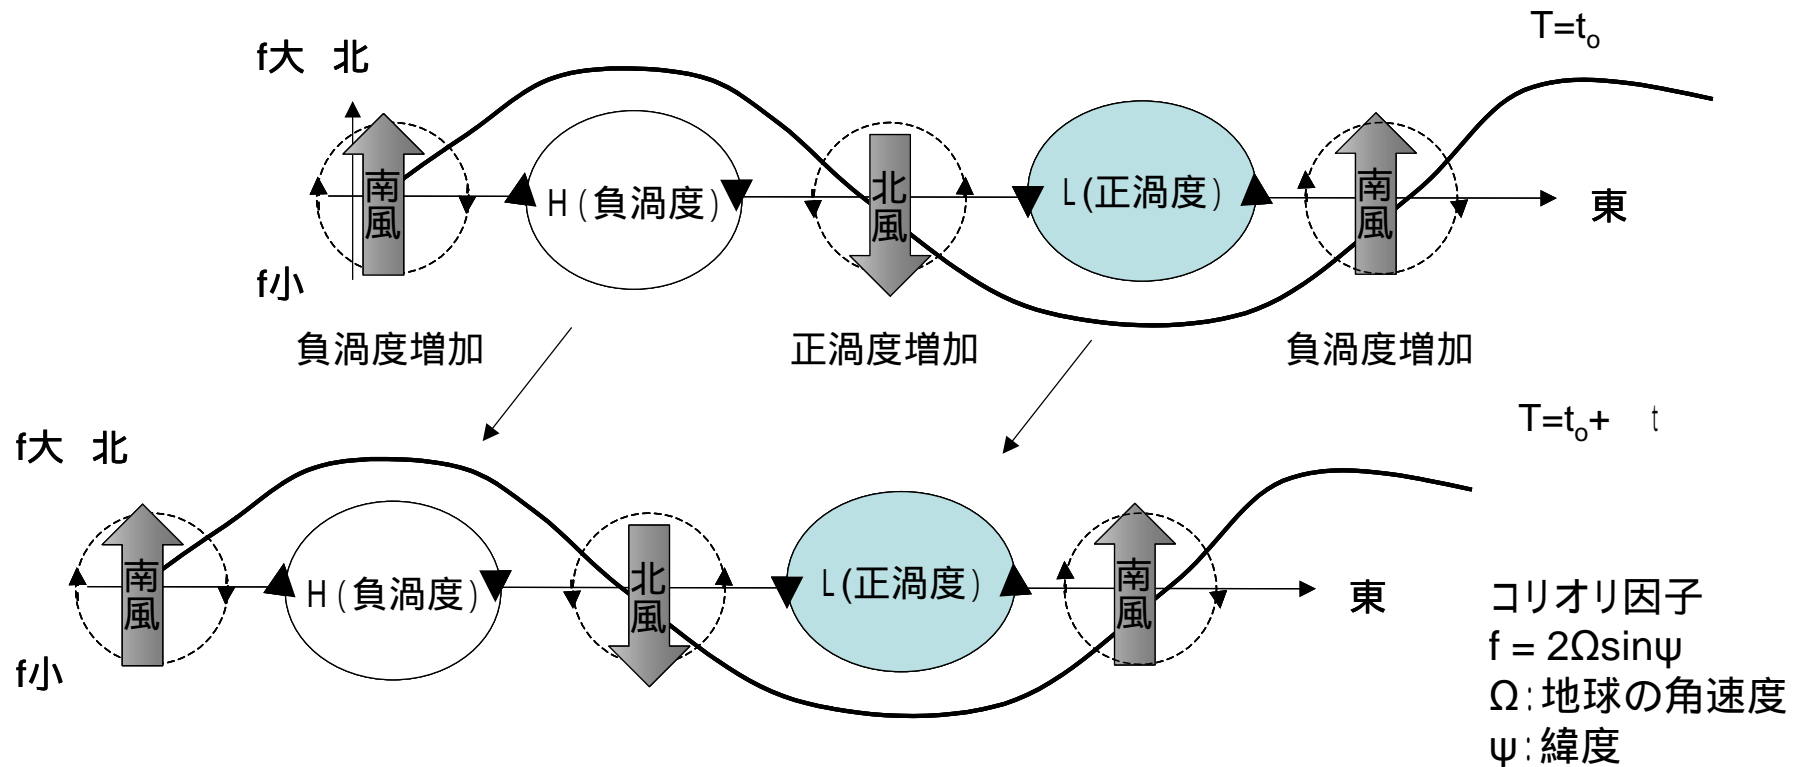 T=to
f大 北
南風
H(負渦度)
北風
L(正渦度)
南風
東
f小
負渦度増加
正渦度増加
負渦度増加
T=to+ t
f大 北
南風
H(負渦度)
北風
L(正渦度)
南風
東
f小
コリオリ因子
f = 2Ωsinψ
Ω:地球の角速度
ψ:緯度